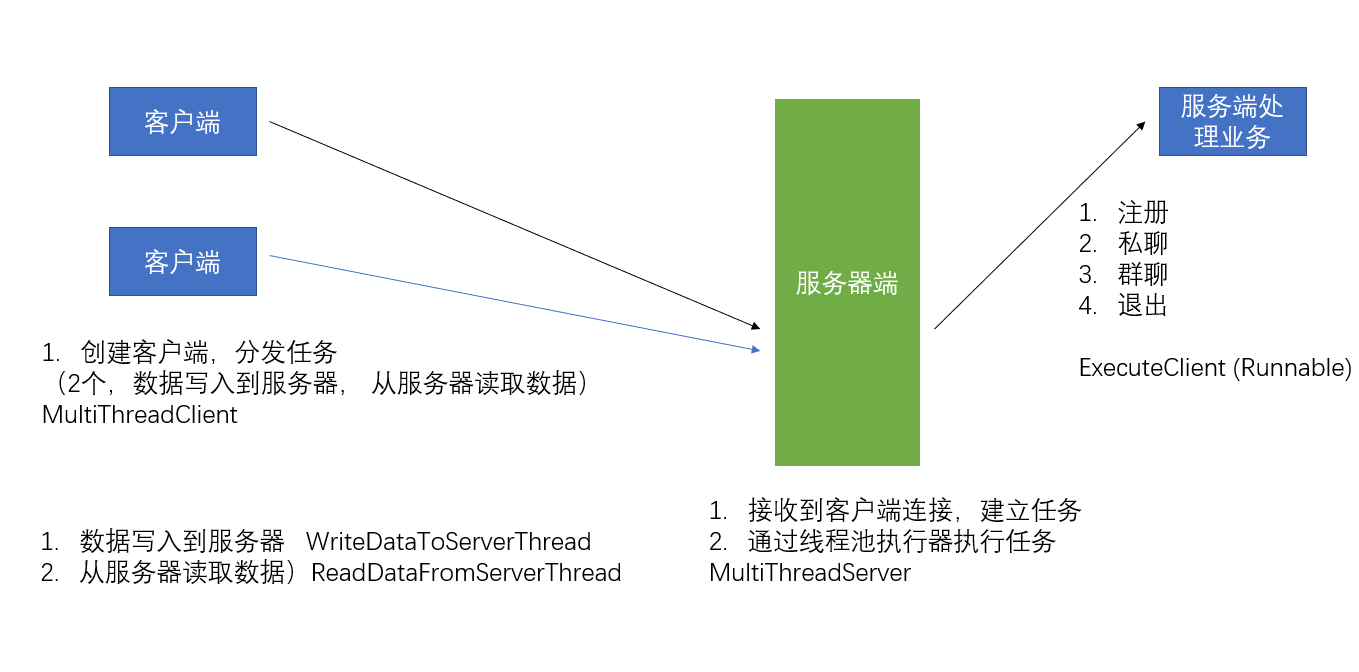 客户端
客户端
1. 创建客户端，分发任务
（2个，数据写入到服务器， 从服务器读取数据）
MultiThreadClient
1. 数据写入到服务器 WriteDataToServerThread
2. 从服务器读取数据）ReadDataFromServerThread
服务器端
1. 接收到客户端连接，建立任务
2. 通过线程池执行器执行任务
MultiThreadServer
服务端处
理业务
1. 注册
2. 私聊
3. 群聊
4. 退出
ExecuteClient (Runnable)